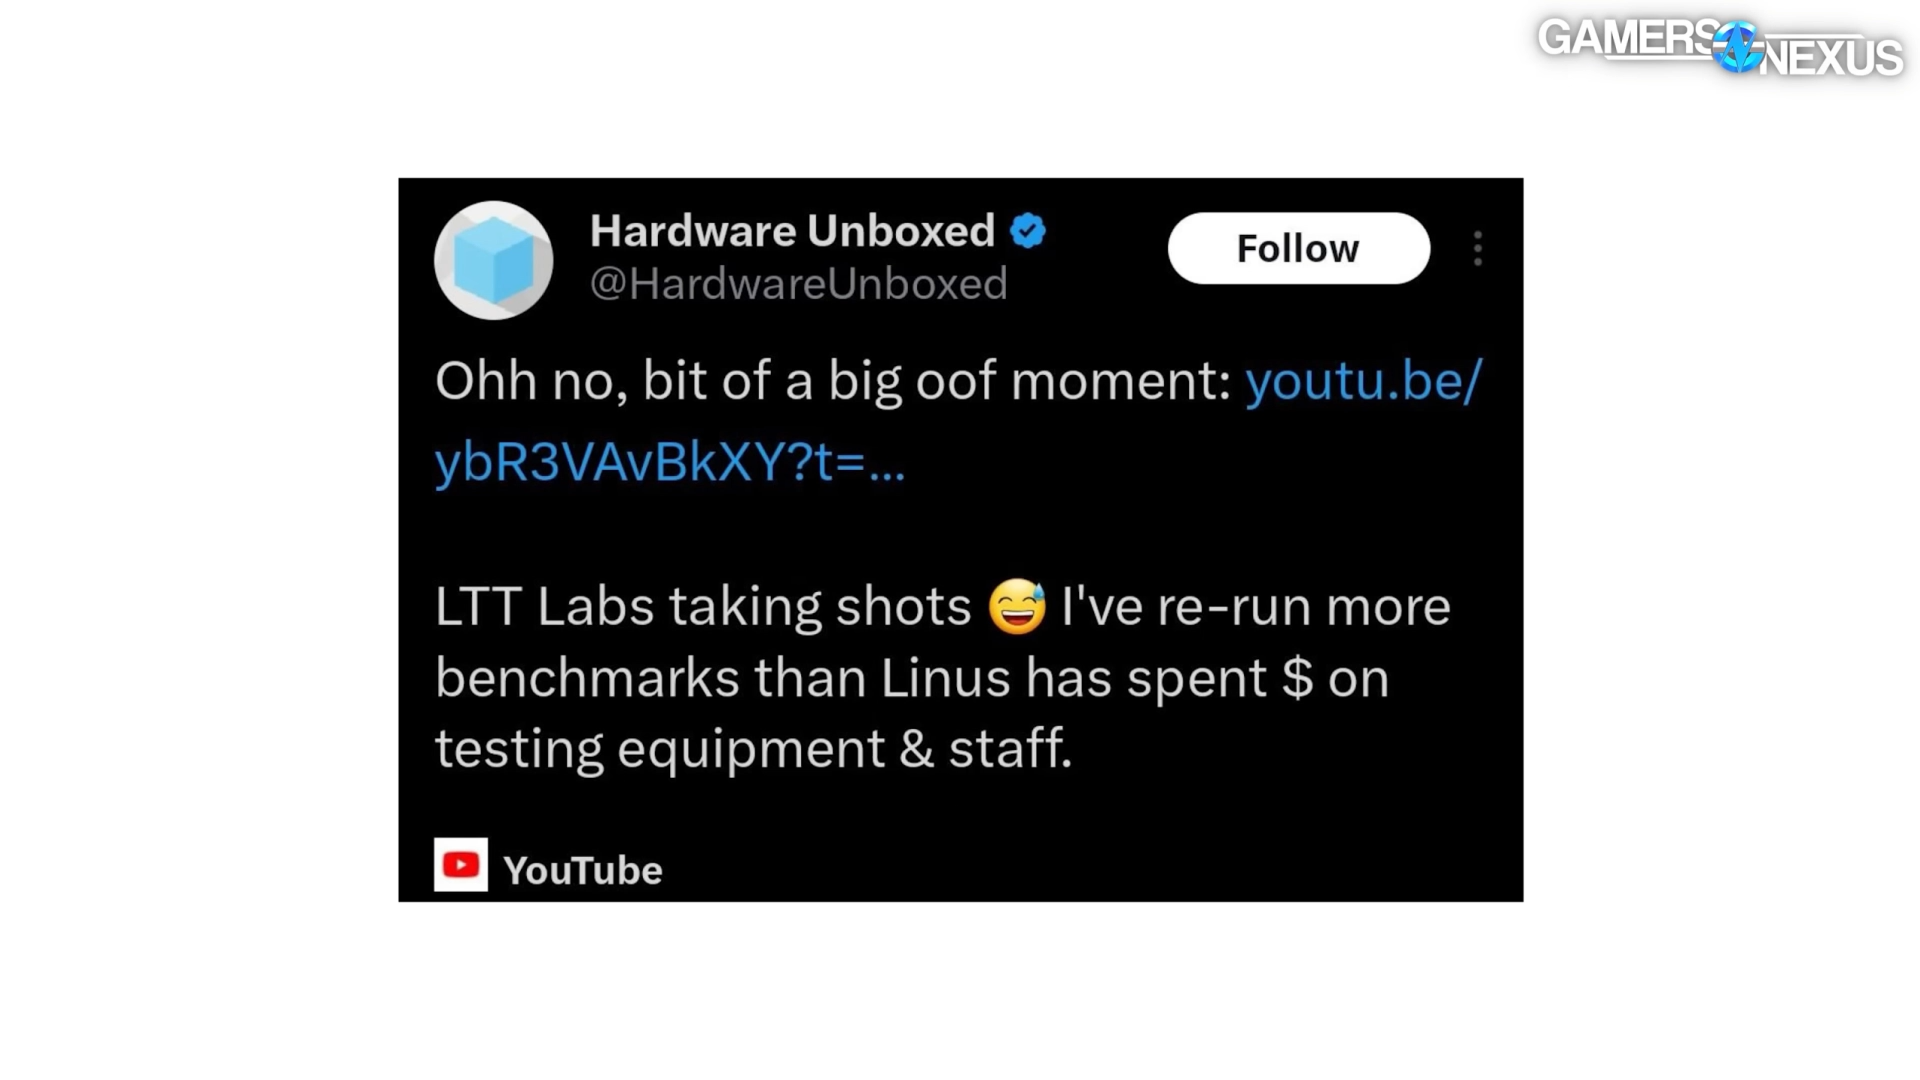 GAMERS NEXUS
Hardware Unboxed
@HardwareUnboxed
Follow
Ohh no, bit of a big oof moment: youtu.be/
ybR3VAvBkXY?t=...
LTT Labs taking shots 😅 I've re-run more
benchmarks than Linus has spent $ on
testing equipment & staff.
YouTube